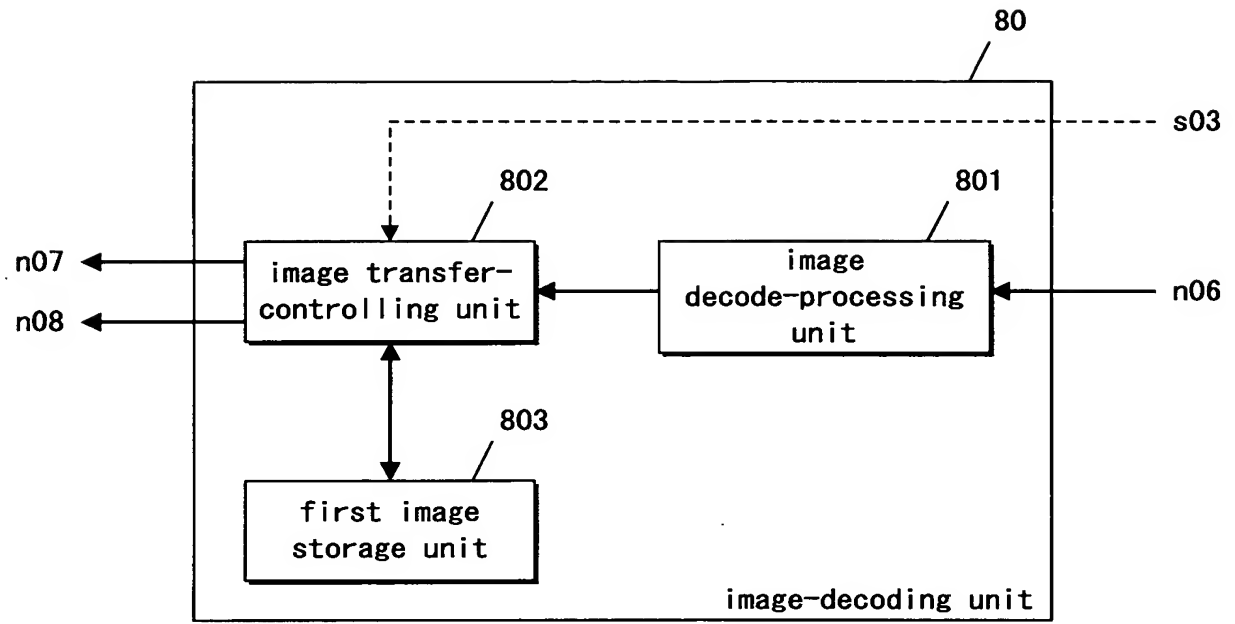 80
s03
802
801
n07
image transfer-
controlling unit
image
decode-processing
unit
n06
n08
803
first image
storage unit
image-decoding unit